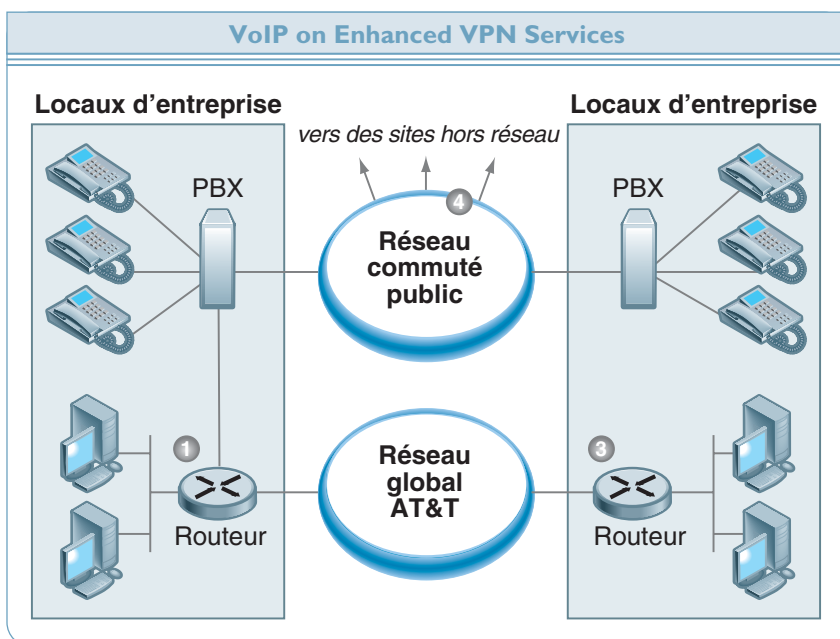 VoIP on Enhanced VPN Services
Locaux d'entreprise
Locaux d'entreprise
vers des sites hors réseau
PBX
PBX
4
Réseau
commuté
public
1
3
Réseau
global
AT&T
Routeur
Routeur